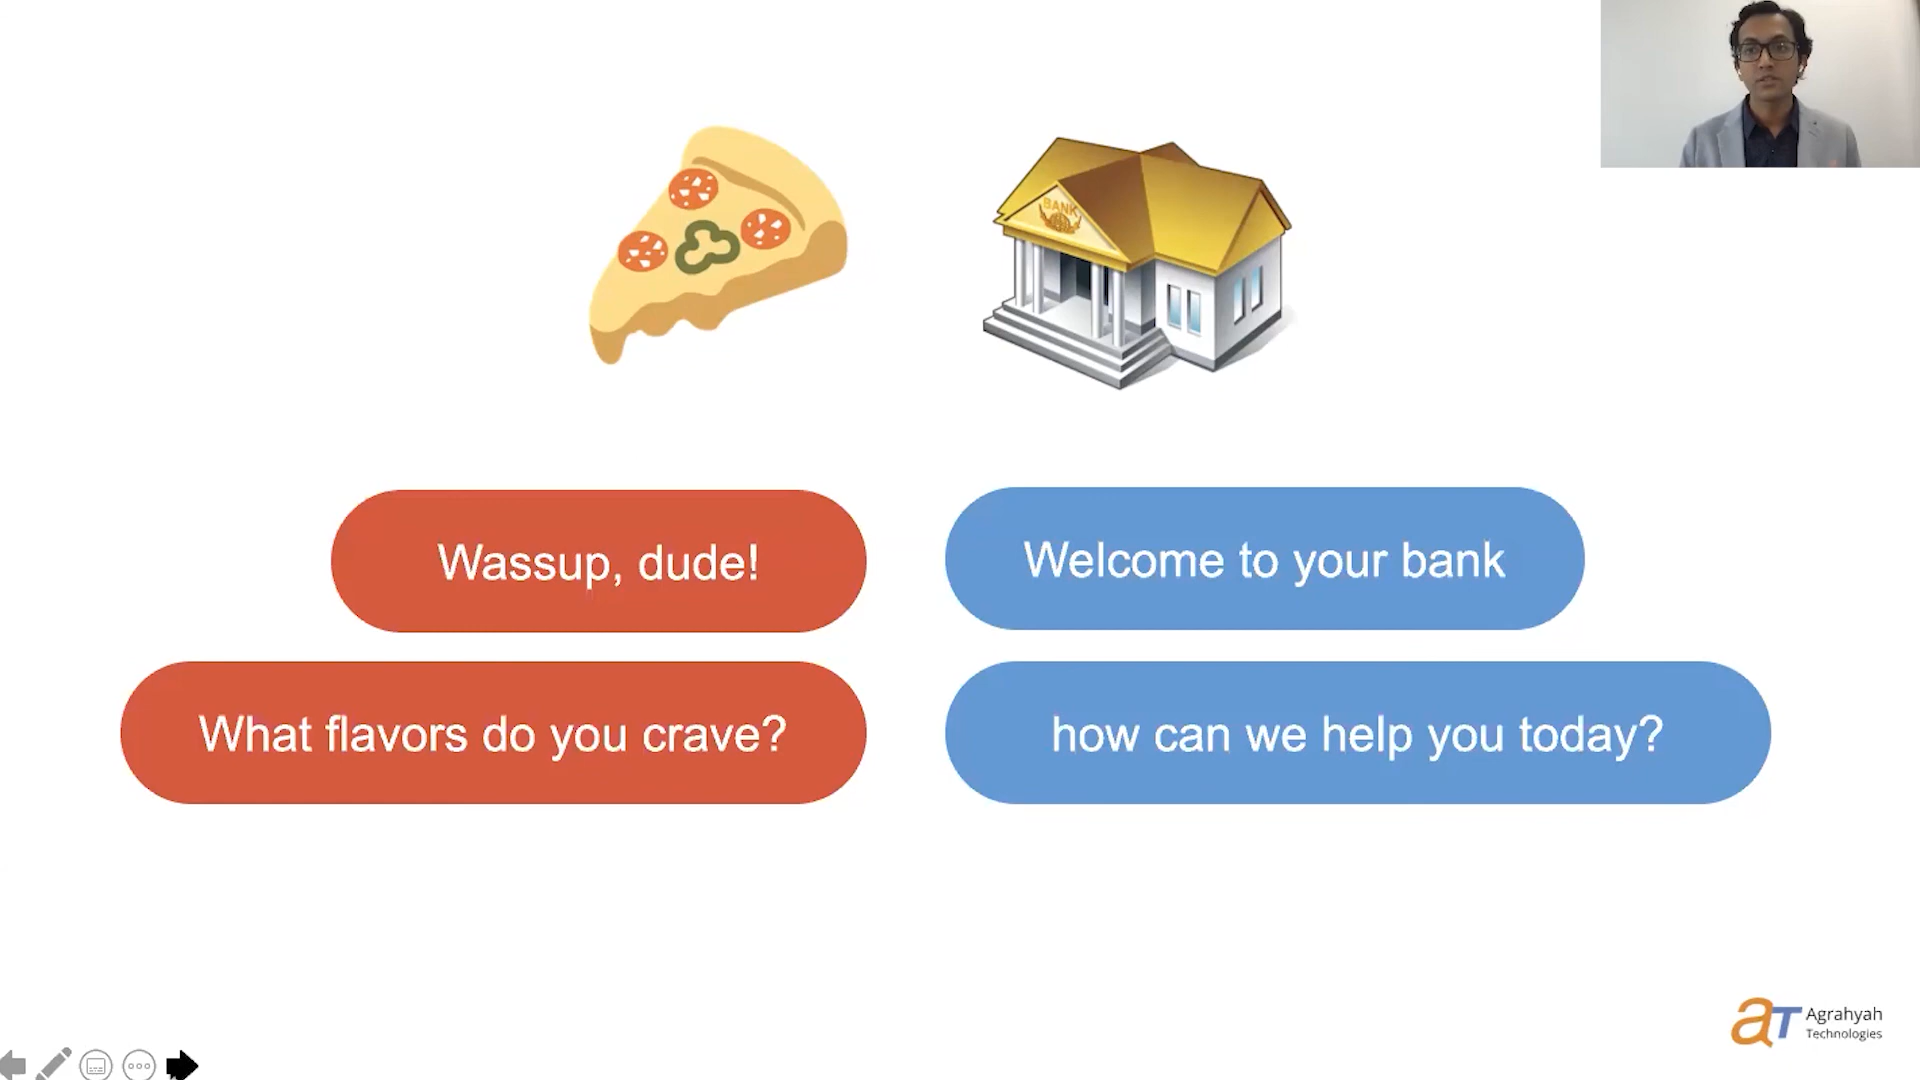 BANK
Wassup, dude!
Welcome to your bank
What flavors do you crave?
how can we help you today?
aT Agrahyah
Technologies